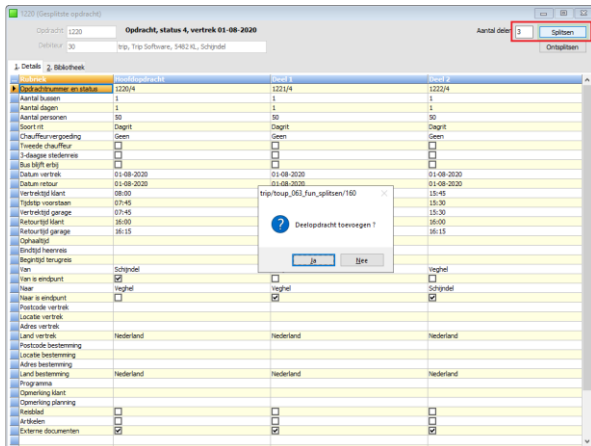 1220 (Gesplitste opdracht)
Opdracht 1220 Opdracht, status 4, vertrek 01-08-2020 Aantal delen 3 Splitsen
Debiteur 30 trip, Trip Software, 5482 KL, Schijndel Ontsplitsen
1. Details 2. Bibliotheek
Rubriek Hoofdopdracht Deel 1 Deel 2
Opdrachtnummer en status 1220/4 1221/4 1222/4
Aantal bussen 1 1 1
Aantal dagen 1 1 1
Aantal personen 50 50 50
Soort rit Dagrit Dagrit Dagrit
Chauffeurvergoeding Geen Geen Geen
Tweede chauffeur
3-daagse stedenreis
Bus blijft erbij
Datum vertrek 01-08-2020 01-08-2020 01-08-2020
Datum retour 01-08-2020 01-08-2020 01-08-2020
Vertrektijd klant 08:00 15:45
Tijdstip voorstaan 07:45 15:30
Vertrektijd garage 07:45 15:30
Retourtijd klant 16:00 16:00
Retourtijd garage 16:15 16:15
trip/toup_063_fun_splitsen/160
Deelopdracht toevoegen ?
Ja Nee
Ophaaltijd
Eindtijd heenreis
Begintijd terugreis
Van Schijndel Veghel
Van is eindpunt
Naar Veghel Veghel Schijndel
Naar is eindpunt
Postcode vertrek
Locatie vertrek
Adres vertrek
Land vertrek Nederland Nederland Nederland
Postcode bestemming
Locatie bestemming
Adres bestemming
Land bestemming Nederland Nederland Nederland
Programma
Opmerking klant
Opmerking planning
Reisblad
Artikelen
Externe documenten